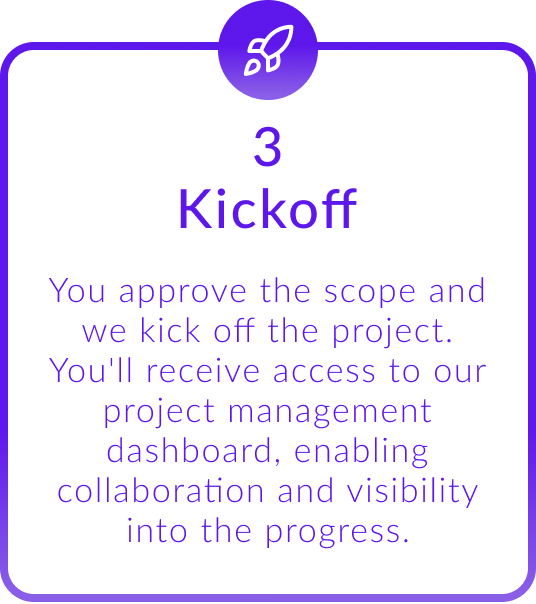 3
Kickoff
You approve the scope and
we kick off the project.
You'll receive access to our
project management
dashboard, enabling
collaboration and visibility
into the progress.